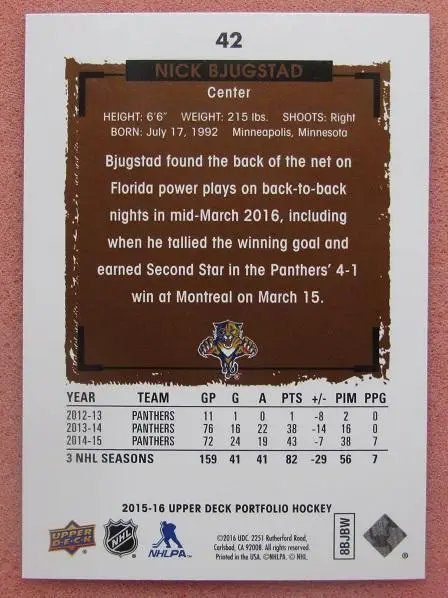 42
NICK BJUGSTAD
Center
HEIGHT: 6'6" WEIGHT: 215 lbs. SHOOTS: Right
BORN: July 17, 1992 Minneapolis, Minnesota
Bjugstad found the back of the net on
Florida power plays on back-to-back
nights in mid-March 2016, including
when he tallied the winning goal and
earned Second Star in the Panthers' 4-1
win at Montreal on March 15.
YEAR TEAM GP G A PTS +/- PIM PPG
2012-13 PANTHERS 11 1 0 1 -8 2 0
2013-14 PANTHERS 76 16 22 38 -14 16 0
2014-15 PANTHERS 72 24 19 43 -7 38 7
3 NHL SEASONS 159 41 41 82 -29 56 7
2015-16 UPPER DECK PORTFOLIO HOCKEY
UPPER DECK
NHL
NHLPA
©2016 UDC. 2251 Rutherford Road,
Carlsbad, CA 92008. All rights reserved.
Printed in the USA. ©NHLPA. © NHL.
8BJBW
®